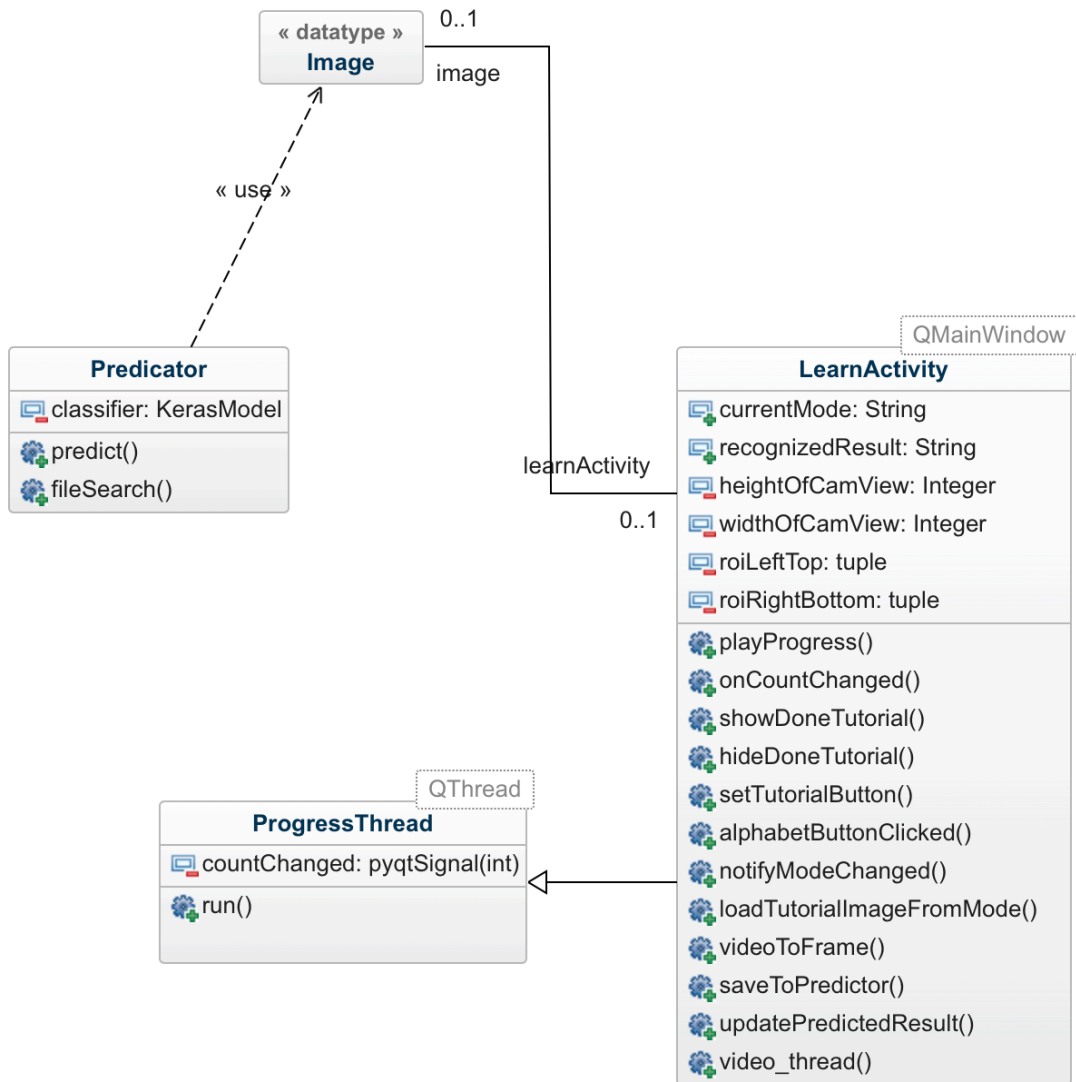 « datatype »
Image
0..1
image
« use »
Predicator
classifier: KerasModel
predict()
fileSearch()
learnActivity
0..1
QMainWindow
LearnActivity
currentMode: String
recognizedResult: String
heightOfCamView: Integer
widthOfCamView: Integer
roiLeftTop: tuple
roiRightBottom: tuple
playProgress()
onCountChanged()
showDoneTutorial()
hideDoneTutorial()
setTutorialButton()
alphabetButtonClicked()
notifyModeChanged()
loadTutorialImageFromMode()
videoToFrame()
saveToPredictor()
updatePredictedResult()
video_thread()
QThread
ProgressThread
countChanged: pyqtSignal(int)
run()